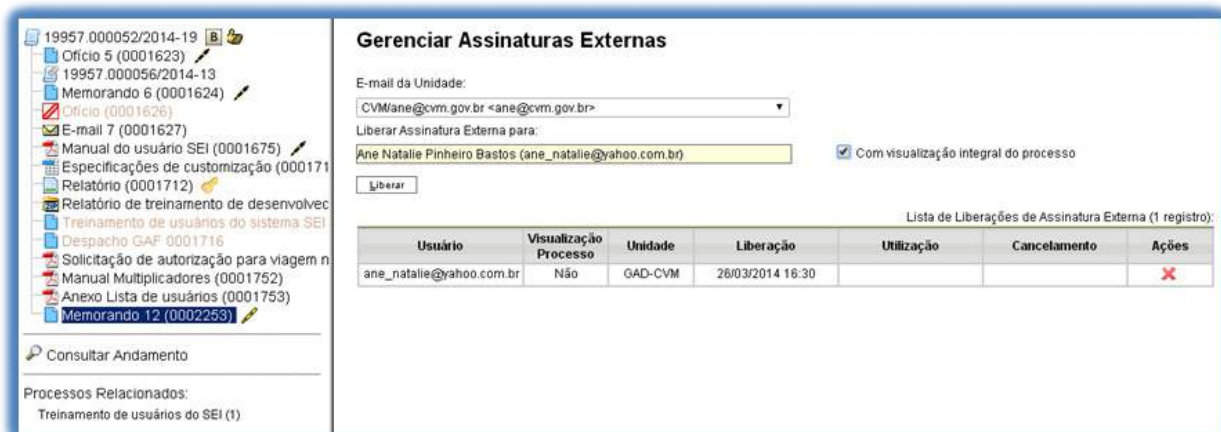 19957.000052/2014-19 B
Ofício 5 (0001623)
19957.000056/2014-13
Memorando 6 (0001624)
Ofício (0001626)
E-mail 7 (0001627)
Manual do usuário SEI (0001675)
Especificações de customização (000171
Relatório (0001712)
Relatório de treinamento de desenvolvec
Treinamento de usuários do sistema SEI
Despacho GAF 0001716
Solicitação de autorização para viagem n
Manual Multiplicadores (0001752)
Anexo Lista de usuários (0001753)
Memorando 12 (0002253)
Consultar Andamento
Processos Relacionados:
Treinamento de usuários do SEI (1)
Gerenciar Assinaturas Externas
E-mail da Unidade:
CVM/ane@cvm.gov.br <ane@cvm.gov.br>
Liberar Assinatura Externa para:
Ane Natalie Pinheiro Bastos (ane_natalie@yahoo.com.br) Com visualização integral do processo
Liberar
Lista de Liberações de Assinatura Externa (1 registro):
Usuário Visualização Processo Unidade Liberação Utilização Cancelamento Ações
ane_natalie@yahoo.com.br Não GAD-CVM 26/03/2014 16:30